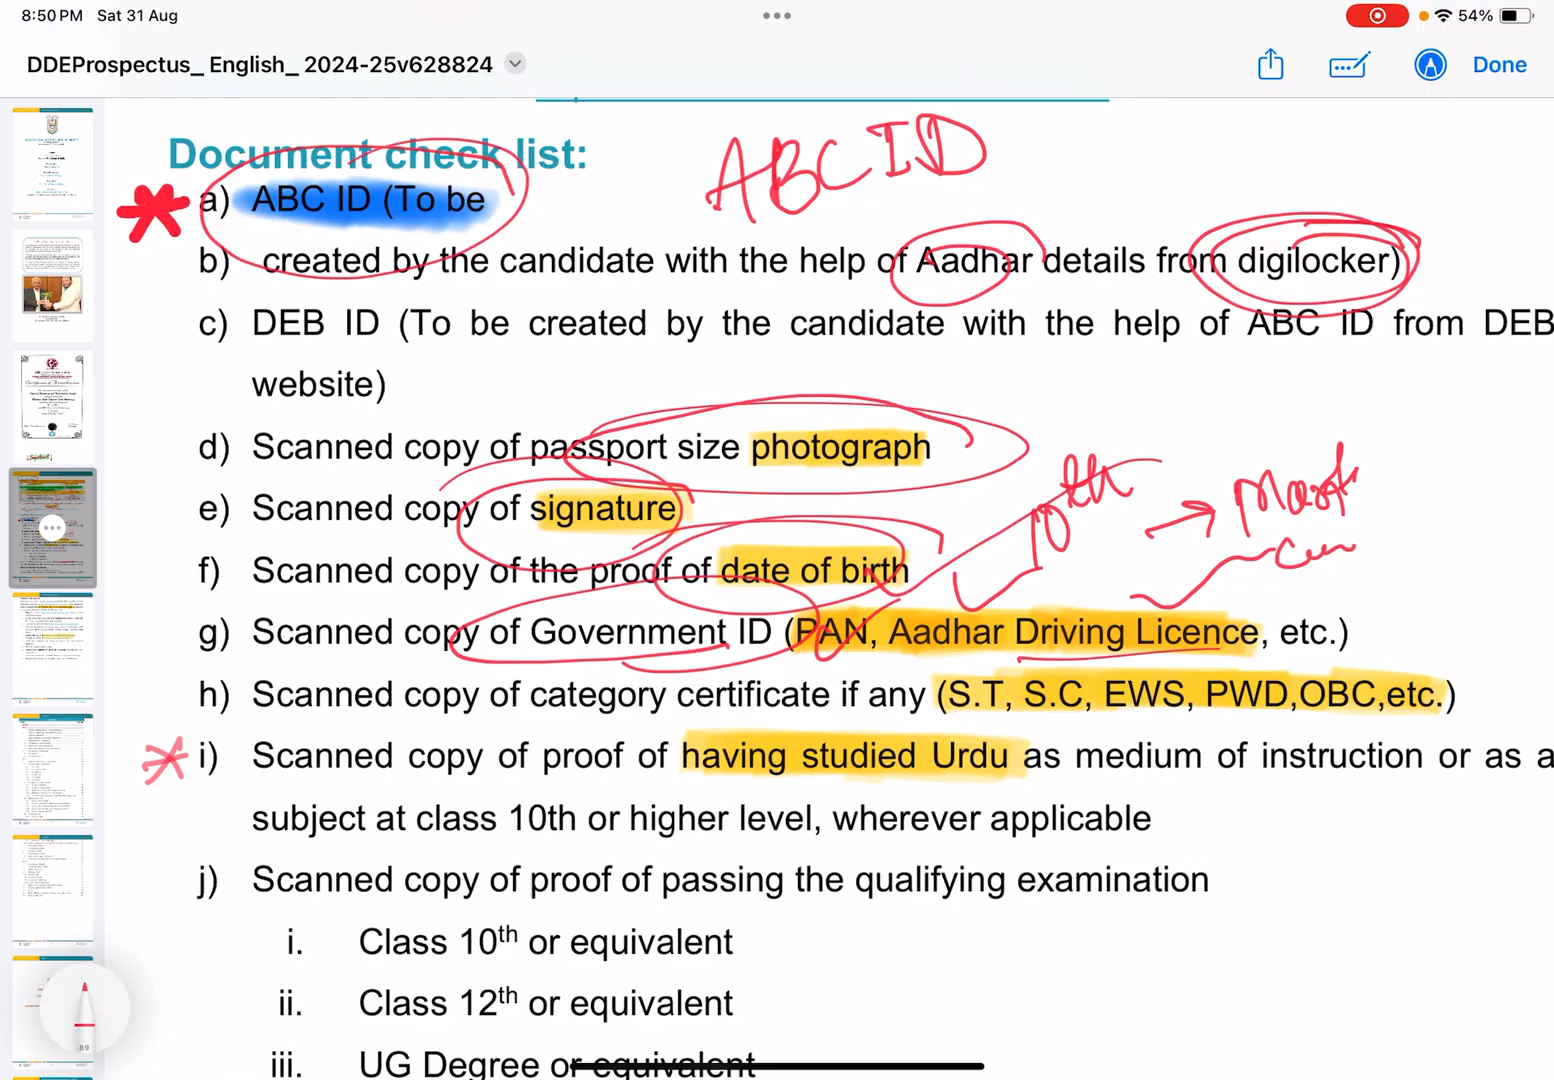 8:50 PM Sat 31 Aug
54%
DDEProspectus_ English_ 2024-25v628824
Done
Document check list:
ABC ID
a) ABC ID (To be
b) created by the candidate with the help of Aadhar details from digilocker)
c) DEB ID (To be created by the candidate with the help of ABC ID from DEB
website)
d) Scanned copy of passport size photograph
e) Scanned copy of signature
10th → Mark
f) Scanned copy of the proof of date of birth
g) Scanned copy of Government ID (PAN, Aadhar Driving Licence, etc.)
h) Scanned copy of category certificate if any (S.T, S.C, EWS, PWD,OBC,etc.)
i) Scanned copy of proof of having studied Urdu as medium of instruction or as a
subject at class 10th or higher level, wherever applicable
j) Scanned copy of proof of passing the qualifying examination
i. Class 10th or equivalent
ii. Class 12th or equivalent
iii. UG Degree or equivalent
89